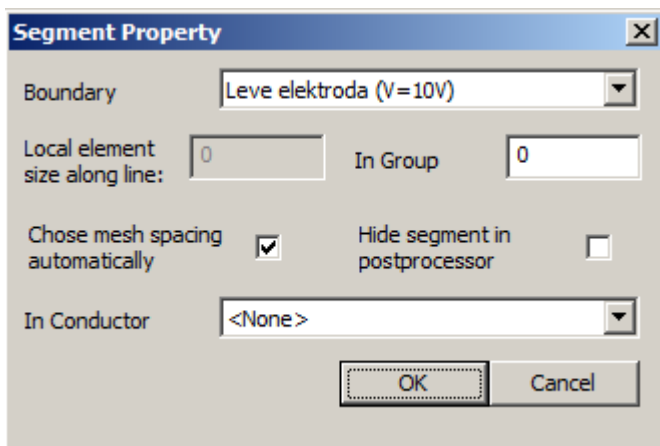 Segment Property
Boundary
Leve elektroda (V=10V)
Local element
size along line:
0
In Group
0
Chose mesh spacing
automatically
Hide segment in
postprocessor
In Conductor
<None>
OK
Cancel